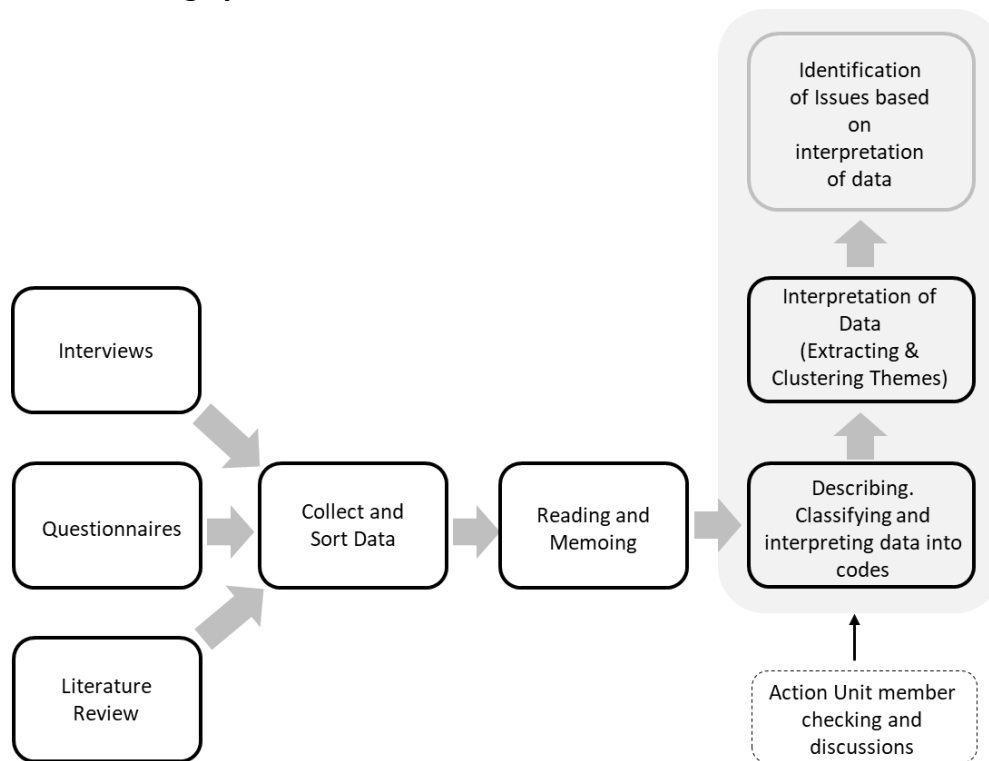 Identification
of Issues based
on
interpretation
of data
Interpretation of
Data
(Extracting &
Clustering Themes)
Interviews
Questionnaires
Collect and
Sort Data
Reading and
Memoing
Describing.
Classifying and
interpreting data into
codes
Literature
Review
Action Unit member
checking and
discussions